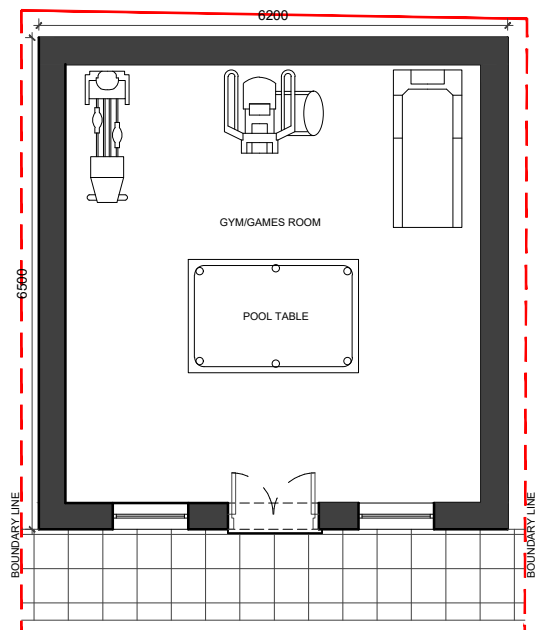 6200
GYM/GAMES ROOM
6500
POOL TABLE
BOUNDARY LINE
BOUNDARY LINE